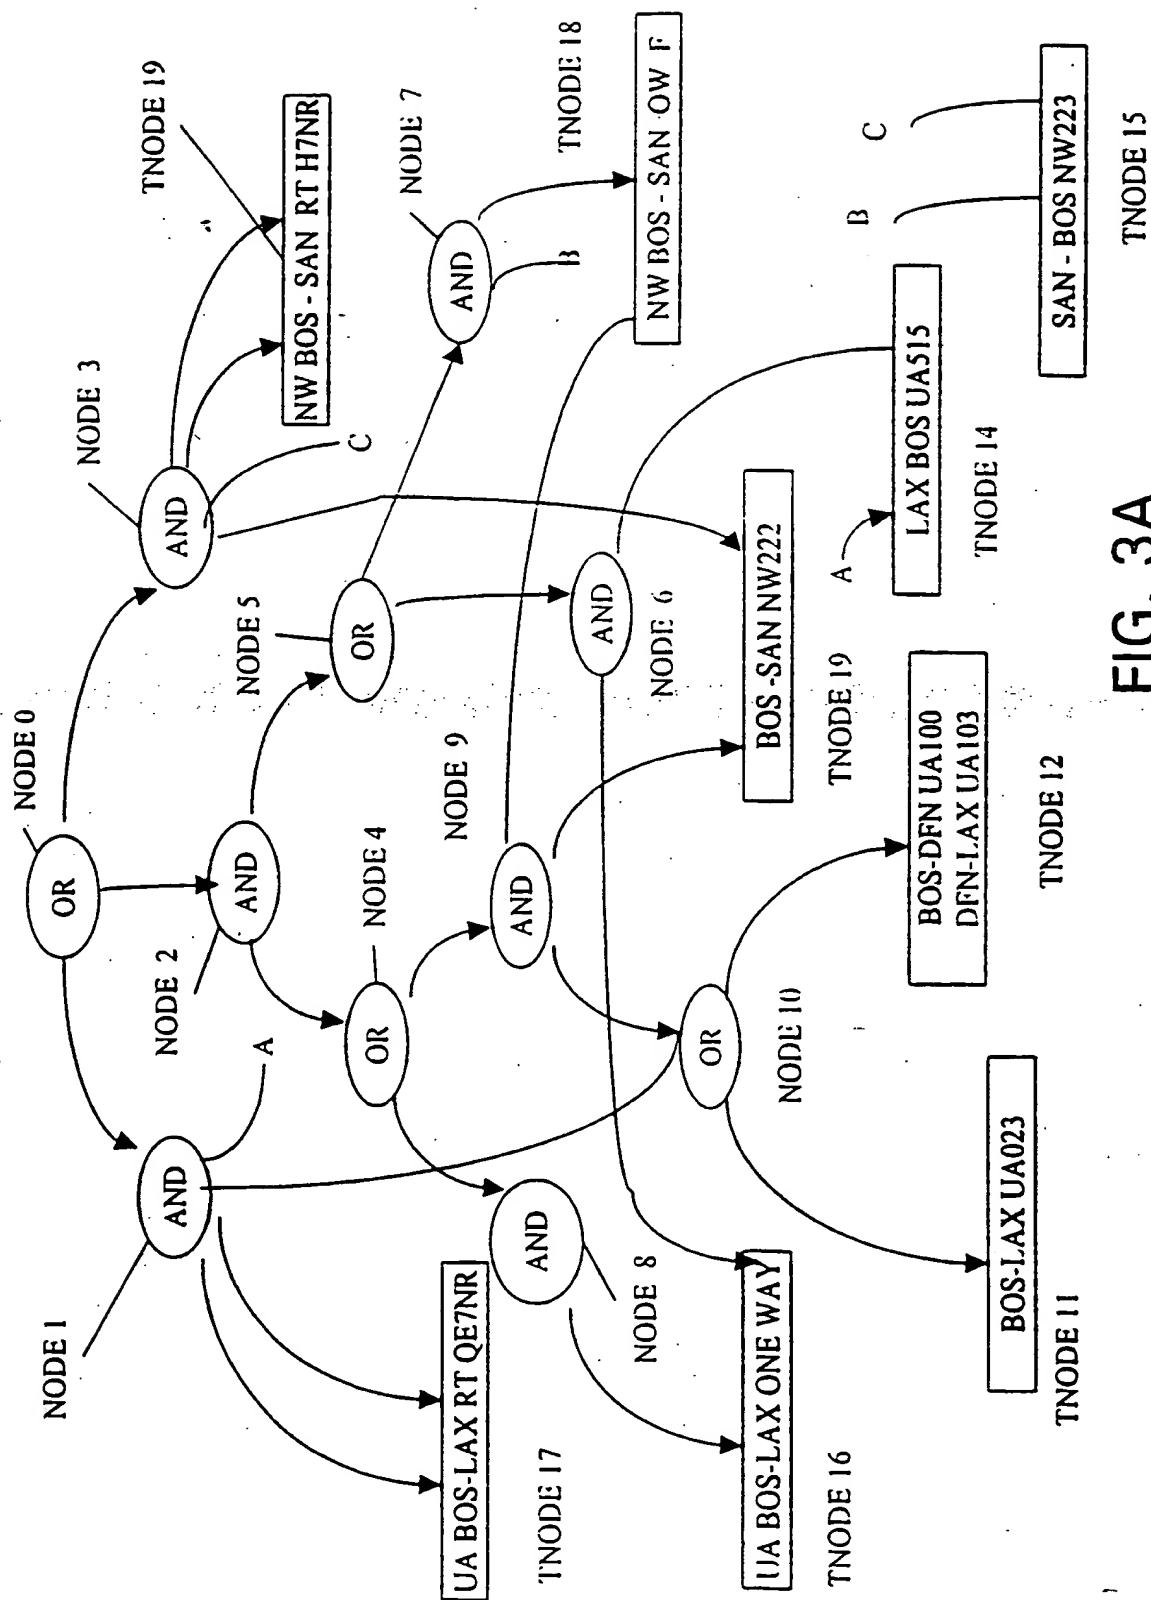 NODE 0
OR
NODE 1
AND
NODE 2
AND
A
NODE 3
AND
C
TNODE 19
NW BOS - SAN RT H7NR
NODE 4
OR
NODE 5
OR
NODE 7
AND
B
UA BOS-LAX RT QE7NR
TNODE 17
AND
NODE 8
NODE 9
AND
AND
NODE 6
TNODE 18
NW BOS - SAN OW F
UA BOS-LAX ONE WAY
TNODE 16
OR
NODE 10
BOS -SAN NW222
TNODE 19
A
B
C
BOS-LAX UA023
TNODE 11
BOS-DFN UA100
DFN-LAX UA103
TNODE 12
LAX BOS UA515
TNODE 14
SAN - BOS NW223
TNODE 15
FIG. 3A